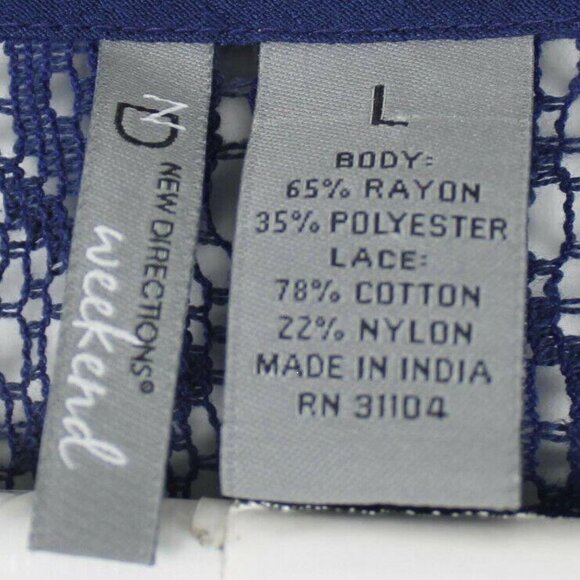 ND NEW DIRECTIONS®
weekend
L
BODY:
65% RAYON
35% POLYESTER
LACE:
78% COTTON
22% NYLON
MADE IN INDIA
RN 31104